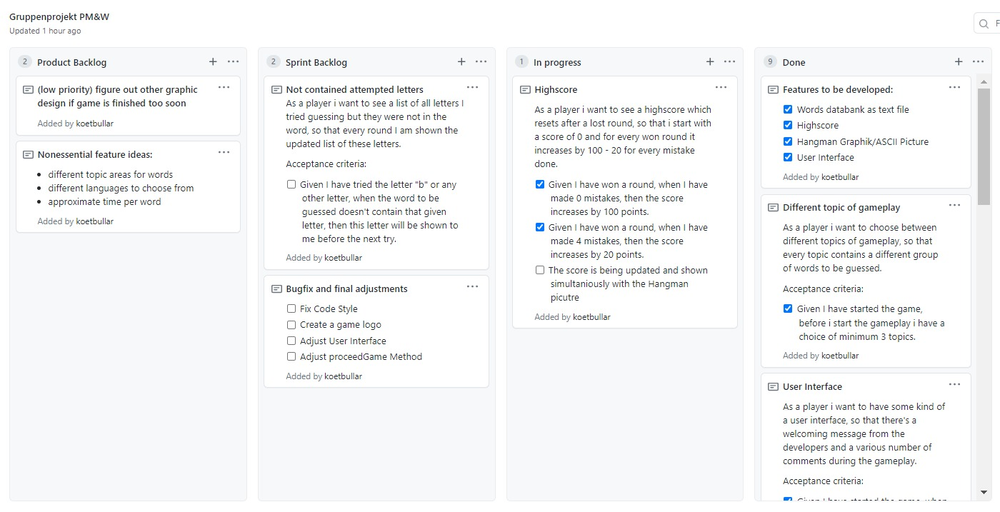 Gruppenprojekt PM&W
Updated 1 hour ago
F
2 Product Backlog
(low priority) figure out other graphic
design if game is finished too soon
Added by koetbullar
Nonessential feature ideas:
different topic areas for words
different languages to choose from
approximate time per word
Added by koetbullar
2 Sprint Backlog
Not contained attempted letters
As a player i want to see a list of all letters I
tried guessing but they were not in the
word, so that every round I am shown the
updated list of these letters.
Acceptance criteria:
Given I have tried the letter "b" or any
other letter, when the word to be
guessed doesn't contain that given
letter, then this letter will be shown to
me before the next try.
Added by koetbullar
Bugfix and final adjustments
Fix Code Style
Create a game logo
Adjust User Interface
Adjust proceedGame Method
Added by koetbullar
1 In progress
Highscore
As a player i want to see a highscore which
resets after a lost round, so that i start with
a score of 0 and for every won round it
increases by 100 - 20 for every mistake
done.
Given I have won a round, when I have
made 0 mistakes, then the score
increases by 100 points.
Given I have won a round, when I have
made 4 mistakes, then the score
increases by 20 points.
The score is being updated and shown
simultaniously with the Hangman
picutre
Added by koetbullar
9 Done
Features to be developed:
Words databank as text file
Highscore
Hangman Graphik/ASCII Picture
User Interface
Added by koetbullar
Different topic of gameplay
As a player i want to choose between
different topics of gameplay, so that
every topic contains a different group
of words to be guessed.
Acceptance criteria:
Given I have started the game,
before i start the gameplay i have a
choice of minimum 3 topics.
Added by koetbullar
User Interface
As a player i want to have some kind of
a user interface, so that there's a
welcoming message from the
developers and a various number of
comments during the gameplay.
Acceptance criteria:
Given I have started the game, when